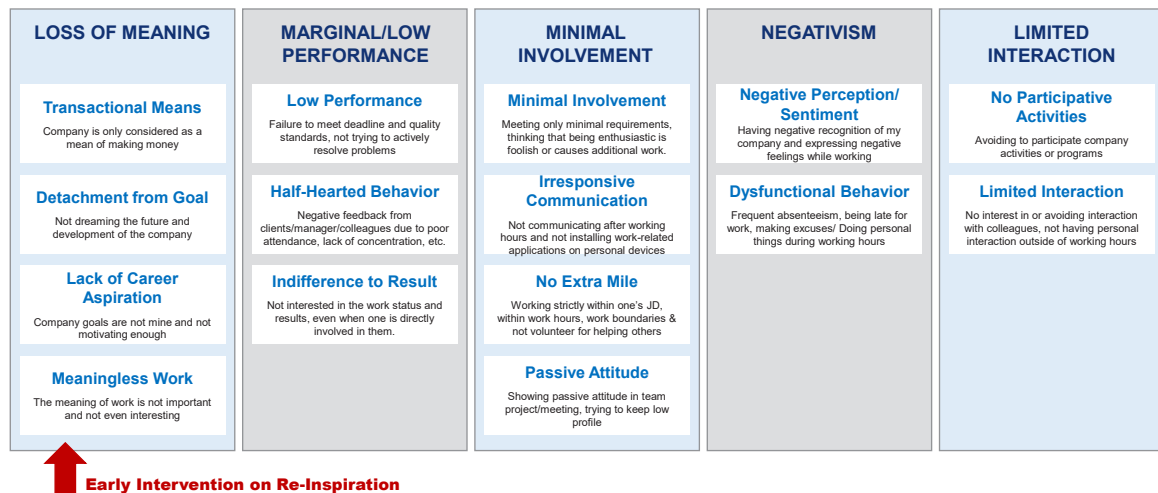 LOSS OF MEANING
Transactional Means
Company is only considered as a
mean of making money
Detachment from Goal
Not dreaming the future and
development of the company
Lack of Career
Aspiration
Company goals are not mine and not
motivating enough
Meaningless Work
The meaning of work is not important
and not even interesting
MARGINAL/LOW
PERFORMANCE
Low Performance
Failure to meet deadline and quality
standards, not trying to actively
resolve problems
Half-Hearted Behavior
Negative feedback from
clients/manager/colleagues due to poor
attendance, lack of concentration, etc.
Indifference to Result
Not interested in the work status and
results, even when one is directly
involved in them.
MINIMAL
INVOLVEMENT
Minimal Involvement
Meeting only minimal requirements,
thinking that being enthusiastic is
foolish or causes additional work.
Irresponsive
Communication
Not communicating after working
hours and not installing work-related
applications on personal devices
No Extra Mile
Working strictly within one's JD,
within work hours, work boundaries &
not volunteer for helping others
Passive Attitude
Showing passive attitude in team
project/meeting, trying to keep low
profile
NEGATIVISM
Negative Perception/
Sentiment
Having negative recognition of my
company and expressing negative
feelings while working
Dysfunctional Behavior
Frequent absenteeism, being late for
work, making excuses/ Doing personal
things during working hours
LIMITED
INTERACTION
No Participative
Activities
Avoiding to participate company
activities or programs
Limited Interaction
No interest in or avoiding interaction
with colleagues, not having personal
interaction outside of working hours
Early Intervention on Re-Inspiration